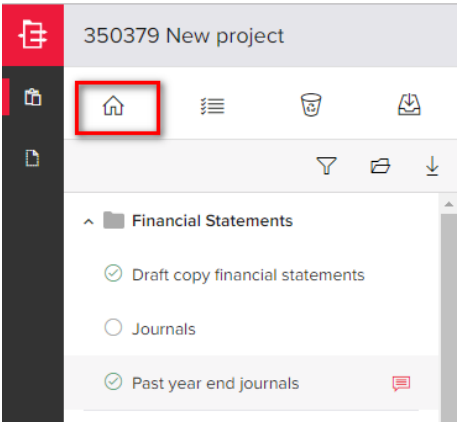 350379 New project
Financial Statements
Draft copy financial statements
Journals
Past year end journals